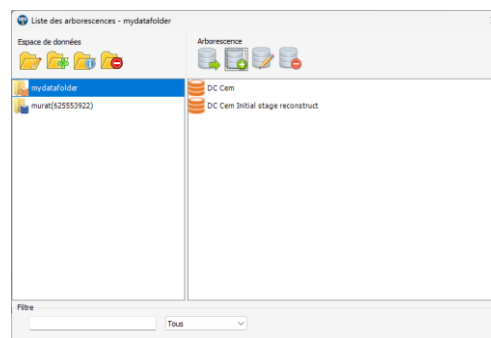 Liste des arborescences - mydatafolder
Espace de données
Arborescence
mydatafolder
murat(625553922)
DC Cem
DC Cem Initial stage reconstruct
Filtre
Tous